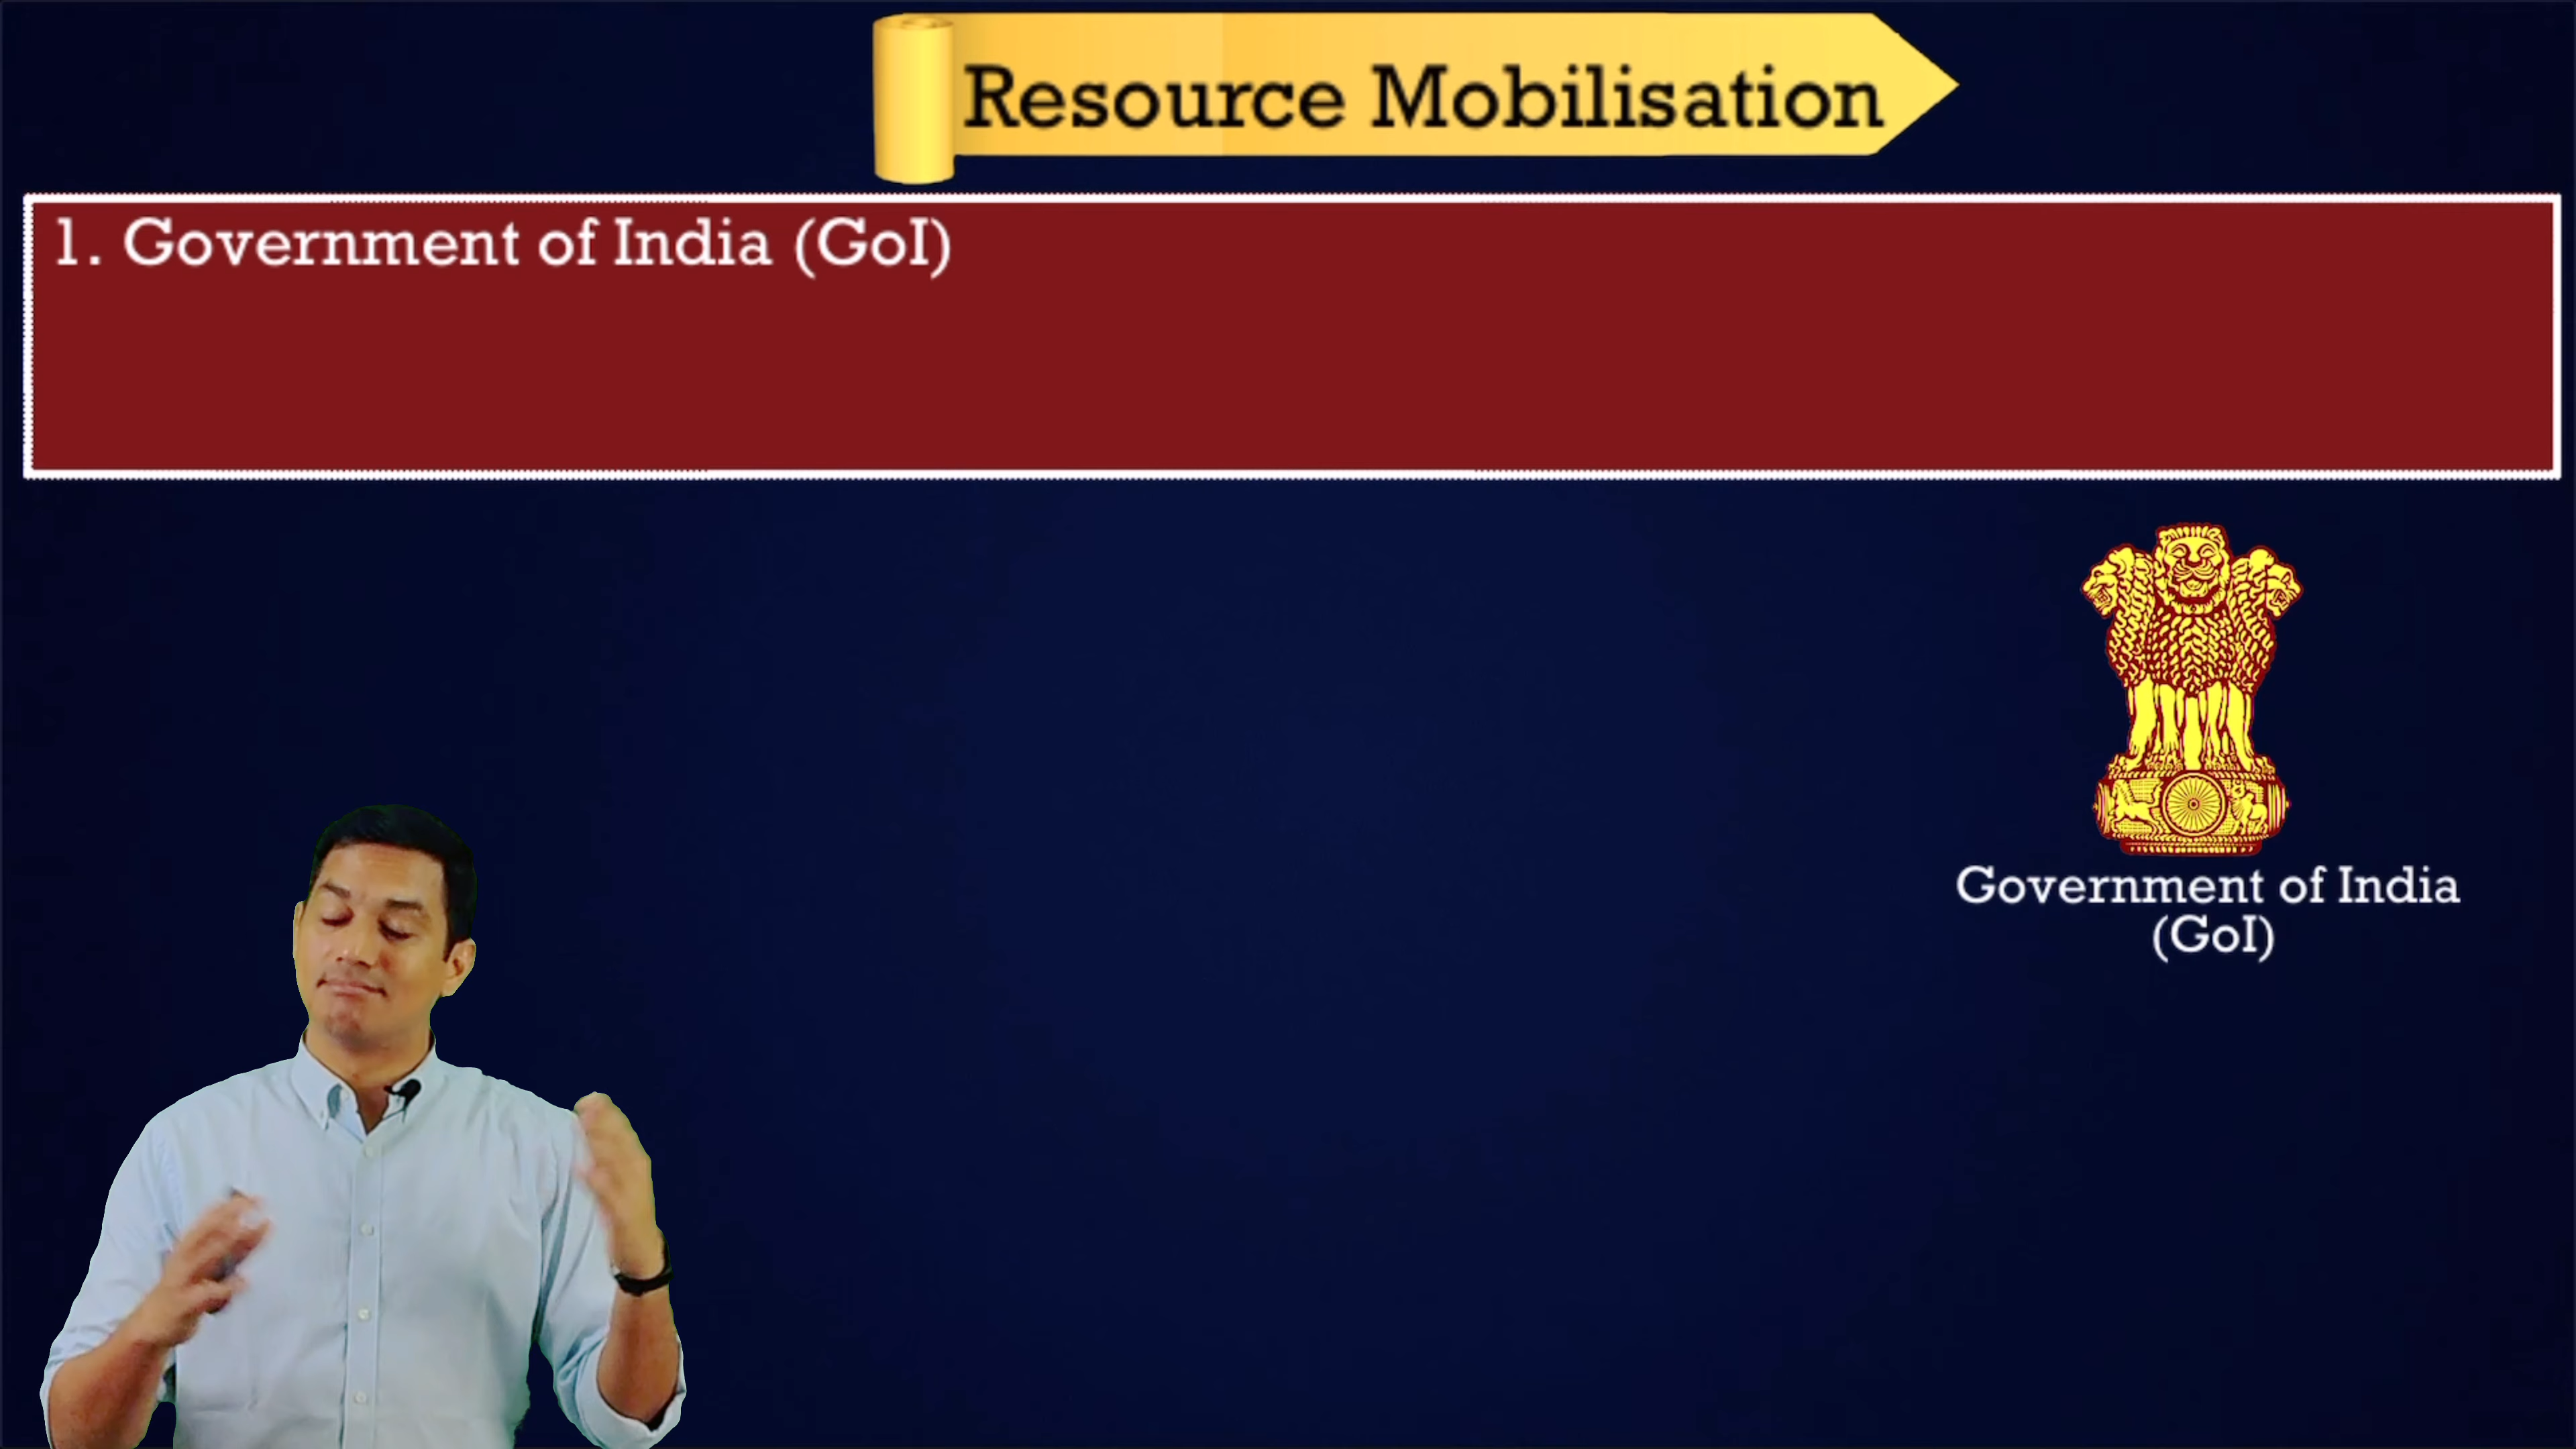 Resource Mobilisation
1. Government of India (GoI)
Government of India
(GoI)